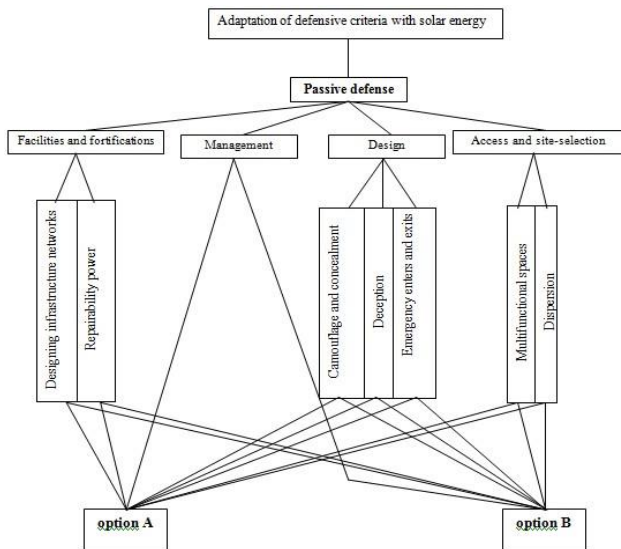 Adaptation of defensive criteria with solar energy
Passive defense
Facilities and fortifications
Management
Design
Access and site-selection
Designing infrastructure networks
Repairability power
Camouflage and concealment
Deception
Emergency enters and exits
Multifunctional spaces
Dispersion
option A
option B